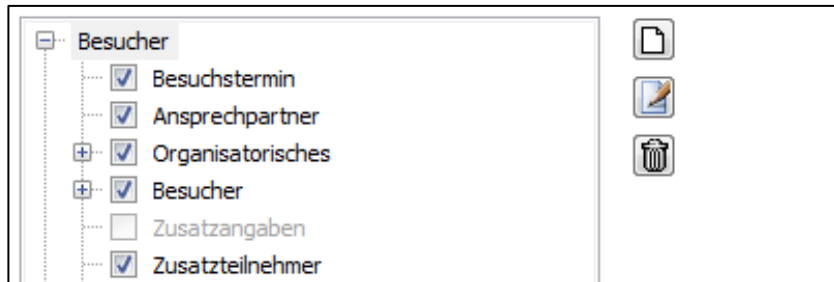 Besucher
Besuchstermin
Ansprechpartner
Organisatorisches
Besucher
Zusatzangaben
Zusatzteilnehmer